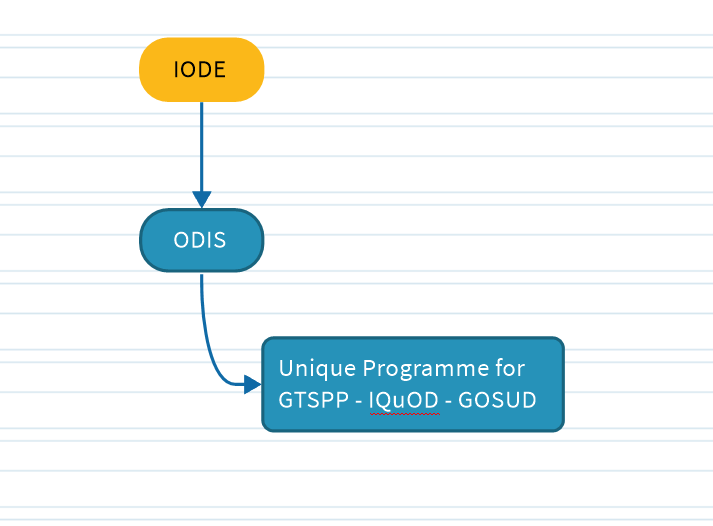 IODE
ODIS
Unique Programme for
GTSPP - IQuOD - GOSUD